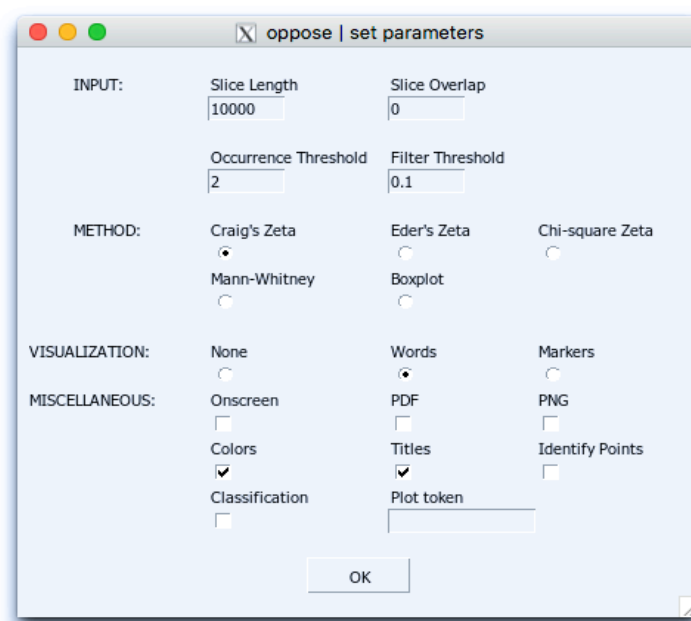 oppose | set parameters
INPUT: Slice Length Slice Overlap
10000 0
Occurrence Threshold Filter Threshold
2 0.1
METHOD: Craig's Zeta Eder's Zeta Chi-square Zeta
Mann-Whitney Boxplot
VISUALIZATION: None Words Markers
MISCELLANEOUS: Onscreen PDF PNG
Colors Titles Identify Points
Classification Plot token
OK